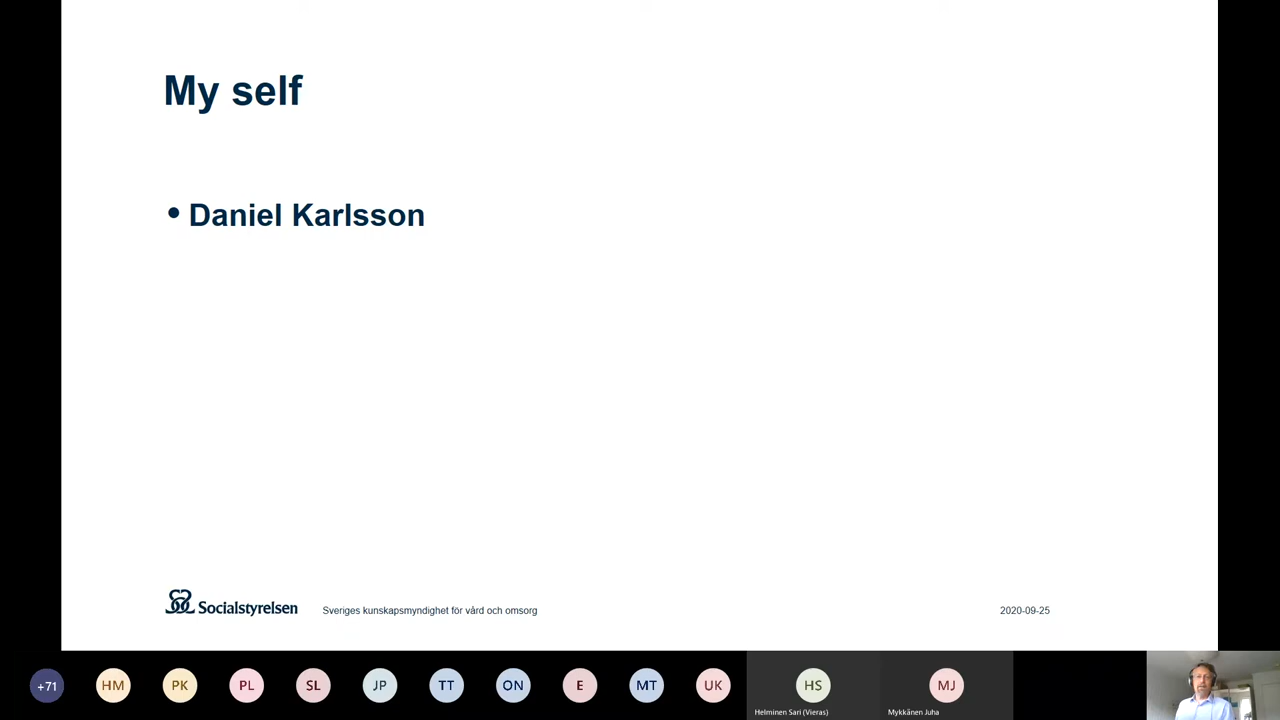 My self
• Daniel Karlsson
Socialstyrelsen
Sveriges kunskapsmyndighet för vård och omsorg
2020-09-25
+71
HM
PK
PL
SL
JP
TT
ON
E
MT
UK
HS
MJ
Helminen Sari (Vieras)
Mykkänen Juha